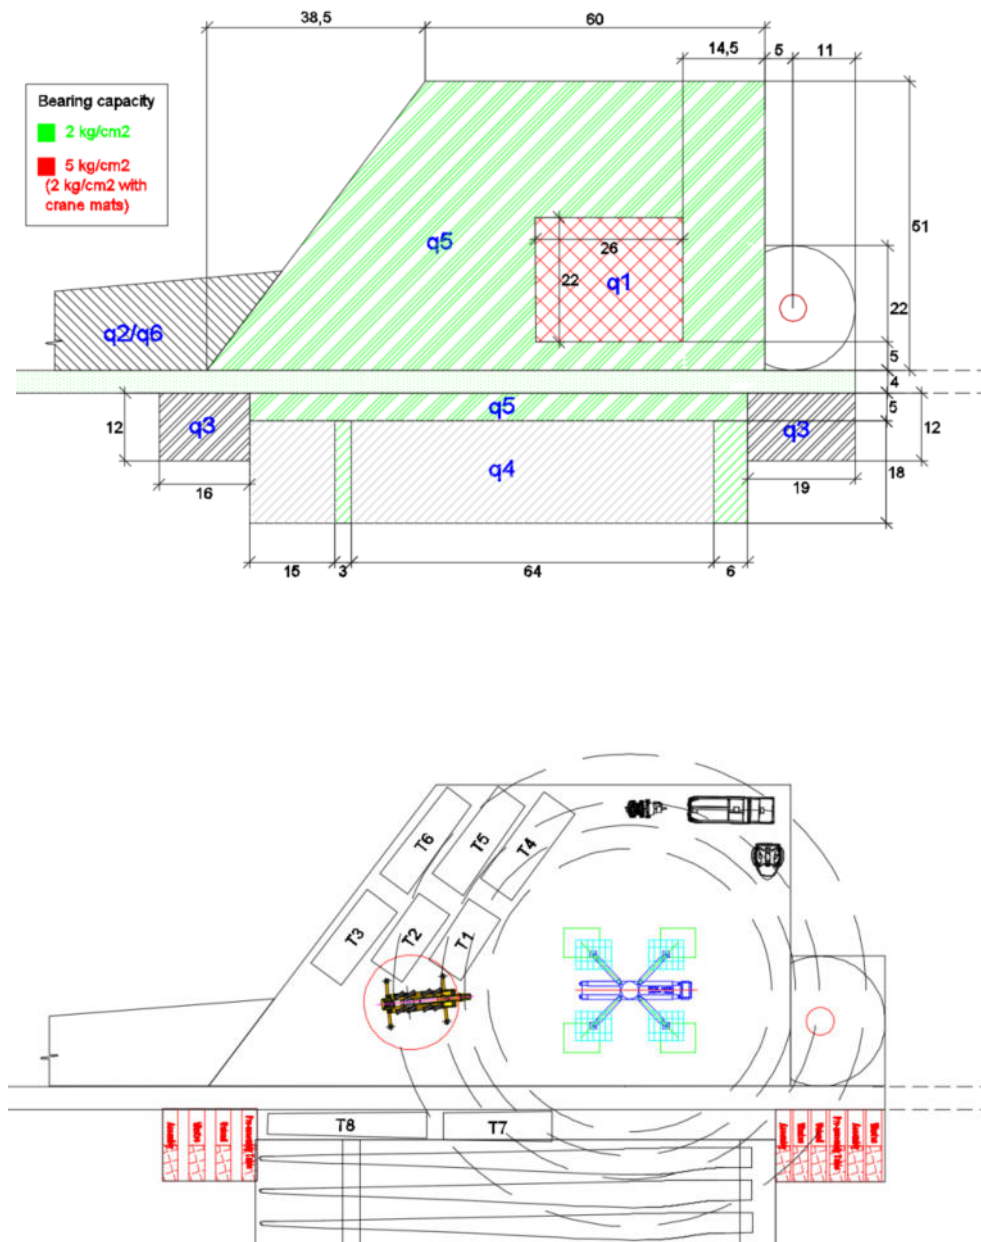 38,5
60
14,5
5
11
Bearing capacity
2 kg/cm2
5 kg/cm2
(2 kg/cm2 with
crane mats)
q5
51
26
q1
22
22
q2/q6
5
4
q5
5
12
q3
q3
12
q4
18
16
19
15
3
64
6
T6
T5
T4
T3
T2
T1
T8
T7